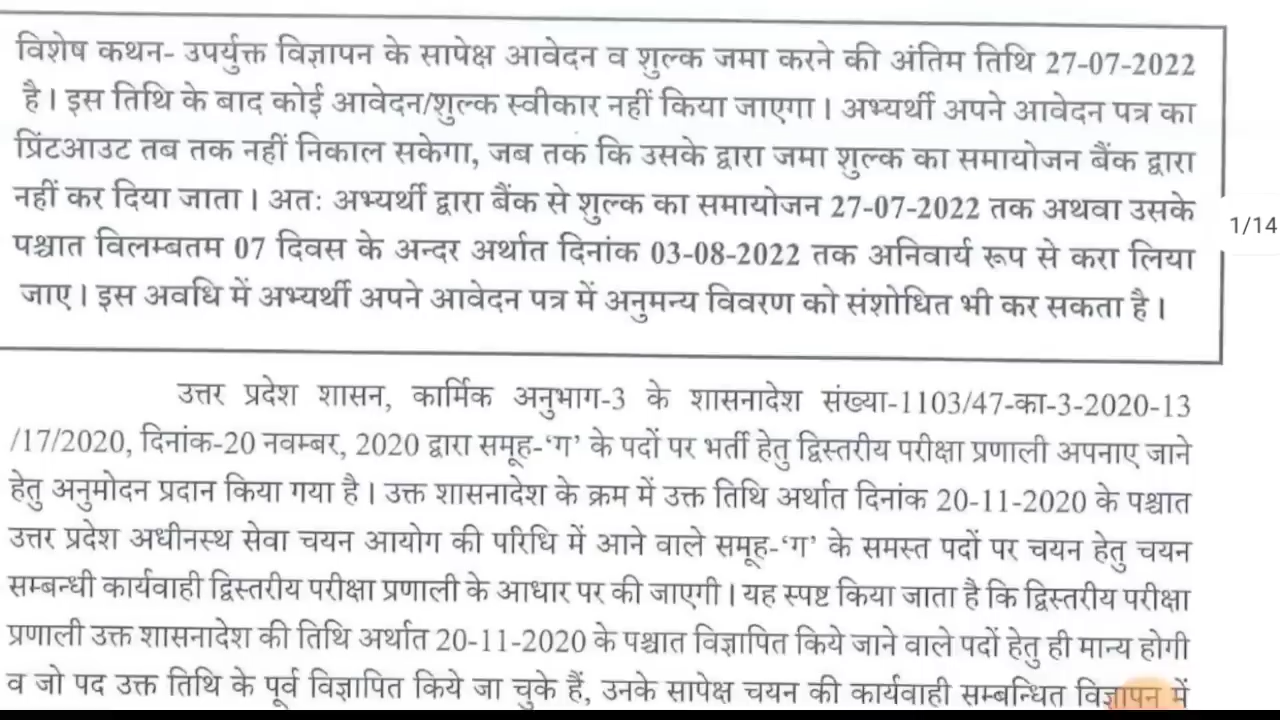 विशेष कथन- उपर्युक्त विज्ञापन के सापेक्ष आवेदन व शुल्क जमा करने की अंतिम तिथि 27-07-2022
है। इस तिथि के बाद कोई आवेदन/शुल्क स्वीकार नहीं किया जाएगा। अभ्यर्थी अपने आवेदन पत्र का
प्रिंटआउट तब तक नहीं निकाल सकेगा, जब तक कि उसके द्वारा जमा शुल्क का समायोजन बैंक द्वारा
नहीं कर दिया जाता। अतः अभ्यर्थी द्वारा बैंक से शुल्क का समायोजन 27-07-2022 तक अथवा उसके
पश्चात विलम्बतम 07 दिवस के अन्दर अर्थात दिनांक 03-08-2022 तक अनिवार्य रूप से करा लिया
जाए। इस अवधि में अभ्यर्थी अपने आवेदन पत्र में अनुमन्य विवरण को संशोधित भी कर सकता है।
1/14
उत्तर प्रदेश शासन, कार्मिक अनुभाग-3 के शासनादेश संख्या-1103/47-का-3-2020-13
/17/2020, दिनांक-20 नवम्बर, 2020 द्वारा समूह-‘ग’ के पदों पर भर्ती हेतु द्विस्तरीय परीक्षा प्रणाली अपनाए जाने
हेतु अनुमोदन प्रदान किया गया है। उक्त शासनादेश के क्रम में उक्त तिथि अर्थात दिनांक 20-11-2020 के पश्चात
उत्तर प्रदेश अधीनस्थ सेवा चयन आयोग की परिधि में आने वाले समूह-‘ग’ के समस्त पदों पर चयन हेतु चयन
सम्बन्धी कार्यवाही द्विस्तरीय परीक्षा प्रणाली के आधार पर की जाएगी। यह स्पष्ट किया जाता है कि द्विस्तरीय परीक्षा
प्रणाली उक्त शासनादेश की तिथि अर्थात 20-11-2020 के पश्चात विज्ञापित किये जाने वाले पदों हेतु ही मान्य होगी
व जो पद उक्त तिथि के पूर्व विज्ञापित किये जा चुके हैं, उनके सापेक्ष चयन की कार्यवाही सम्बन्धित विज्ञापन में